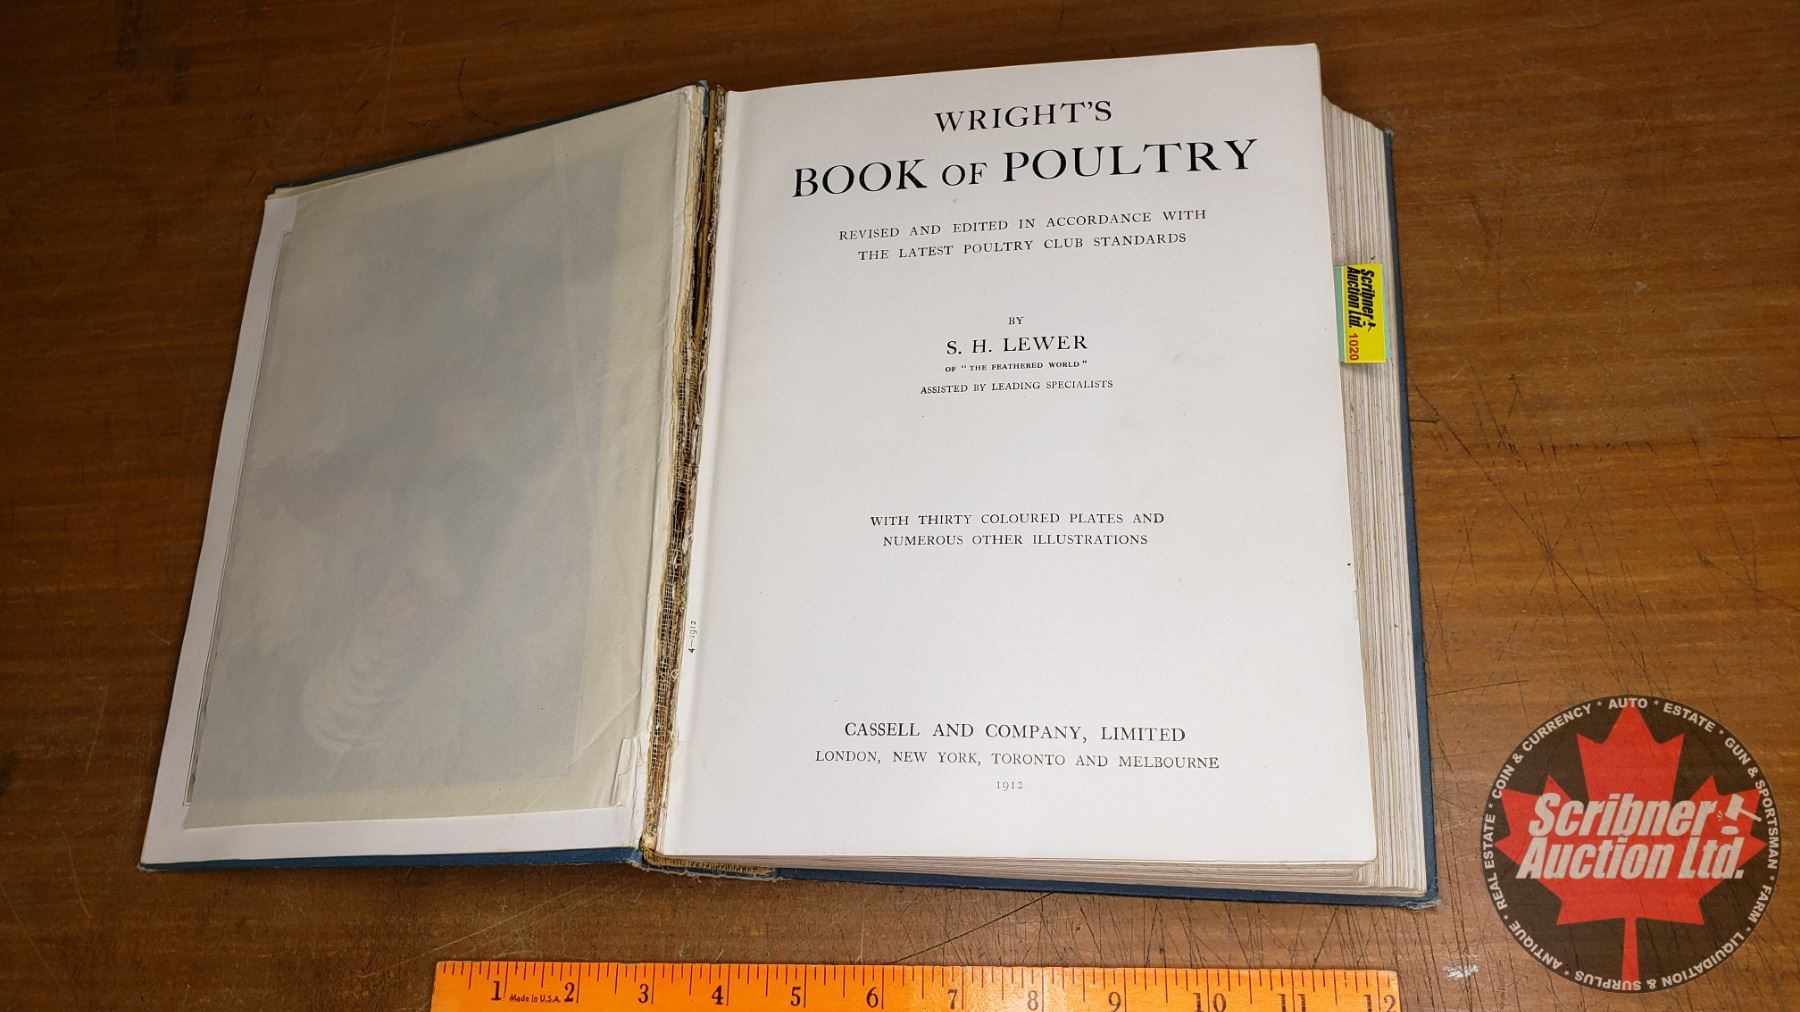 WRIGHT'S
BOOK OF POULTRY
REVISED AND EDITED IN ACCORDANCE WITH
THE LATEST POULTRY CLUB STANDARDS
BY
S. H. LEWER
OF "THE FEATHERED WORLD"
ASSISTED BY LEADING SPECIALISTS
WITH THIRTY COLOURED PLATES AND
NUMEROUS OTHER ILLUSTRATIONS
4—1912
CASSELL AND COMPANY, LIMITED
LONDON, NEW YORK, TORONTO AND MELBOURNE
1912
Scribner
Auction Ltd.
1020
1 Made in U.S.A. 2 3 4 5 6 7 8 9 10 11 12
Scribner
Auction Ltd.
ANTIQUE * REAL ESTATE * COIN & CURRENCY * AUTO * ESTATE * GUN & SPORTSMAN * FARM * LIQUIDATION & SURPLUS *